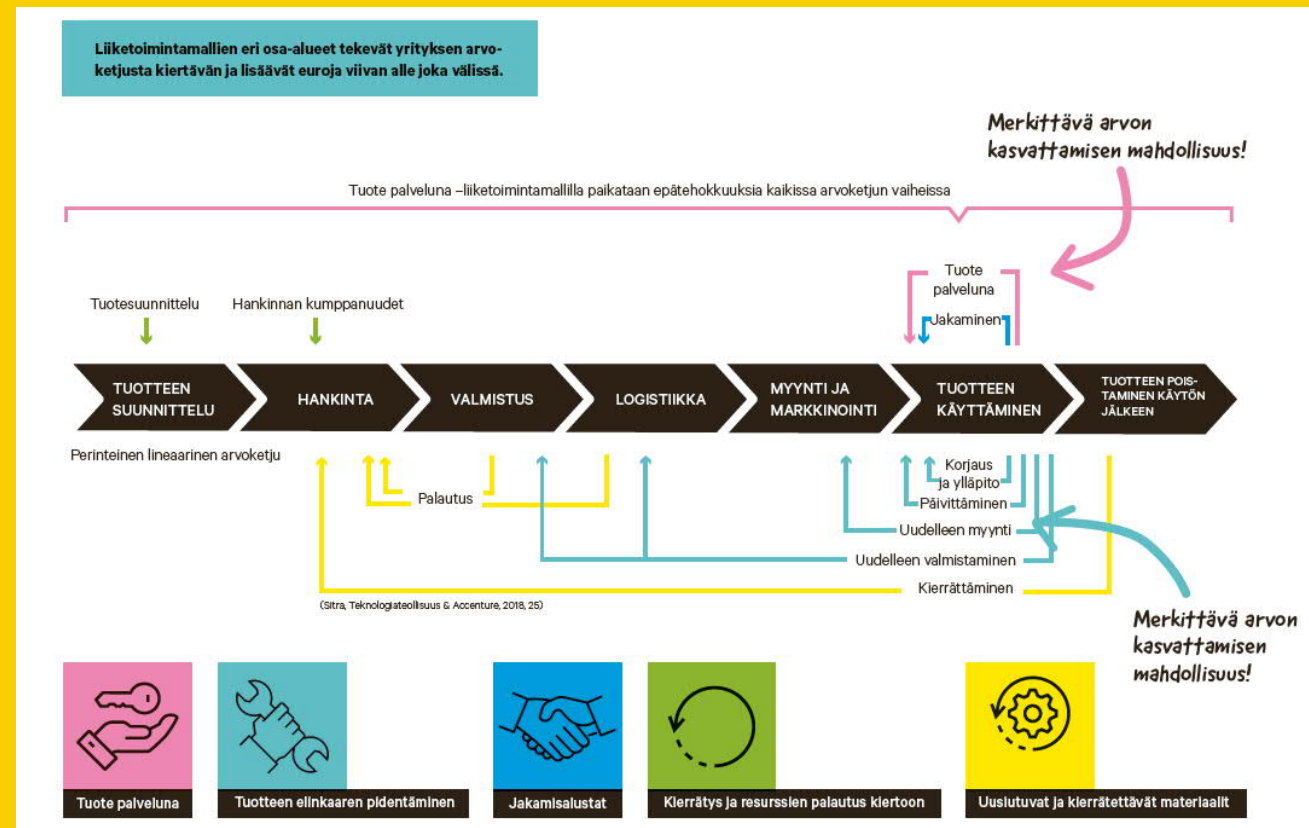 Liiketoimintamallien eri osa-alueet tekevät yrityksen arvo-
ketjusta kiertävän ja lisäävät euroja viivan alle joka välissä.
Merkittävä arvon
kasvattamisen mahdollisuus!
Tuote palveluna –liiketoimintamallilla paikataan epätehokkuuksia kaikissa arvoketjun vaiheissa
Tuotesuunnittelu
Hankinnan kumppanuudet
Tuote
palveluna
Jakaminen
TUOTTEEN
SUUNNITTELU
HANKINTA
VALMISTUS
LOGISTIIKKA
MYYNTI JA
MARKKINOINTI
TUOTTEEN
KÄYTTÄMINEN
TUOTTEEN POIS-
TAMINEN KÄYTÖN
JÄLKEEN
Perinteinen lineaarinen arvoketju
Palautus
Korjaus
ja ylläpito
Päivittäminen
Uudelleen myynti
Uudelleen valmistaminen
Kierrättäminen
(Sitra, Teknologiateollisuus & Accenture, 2018, 25)
Merkittävä arvon
kasvattamisen
mahdollisuus!
Tuote palveluna
Tuotteen elinkaaren pidentäminen
Jakamisalustat
Kierrätys ja resurssien palautus kiertoon
Uusiutuvat ja kierrätettävät materiaalit